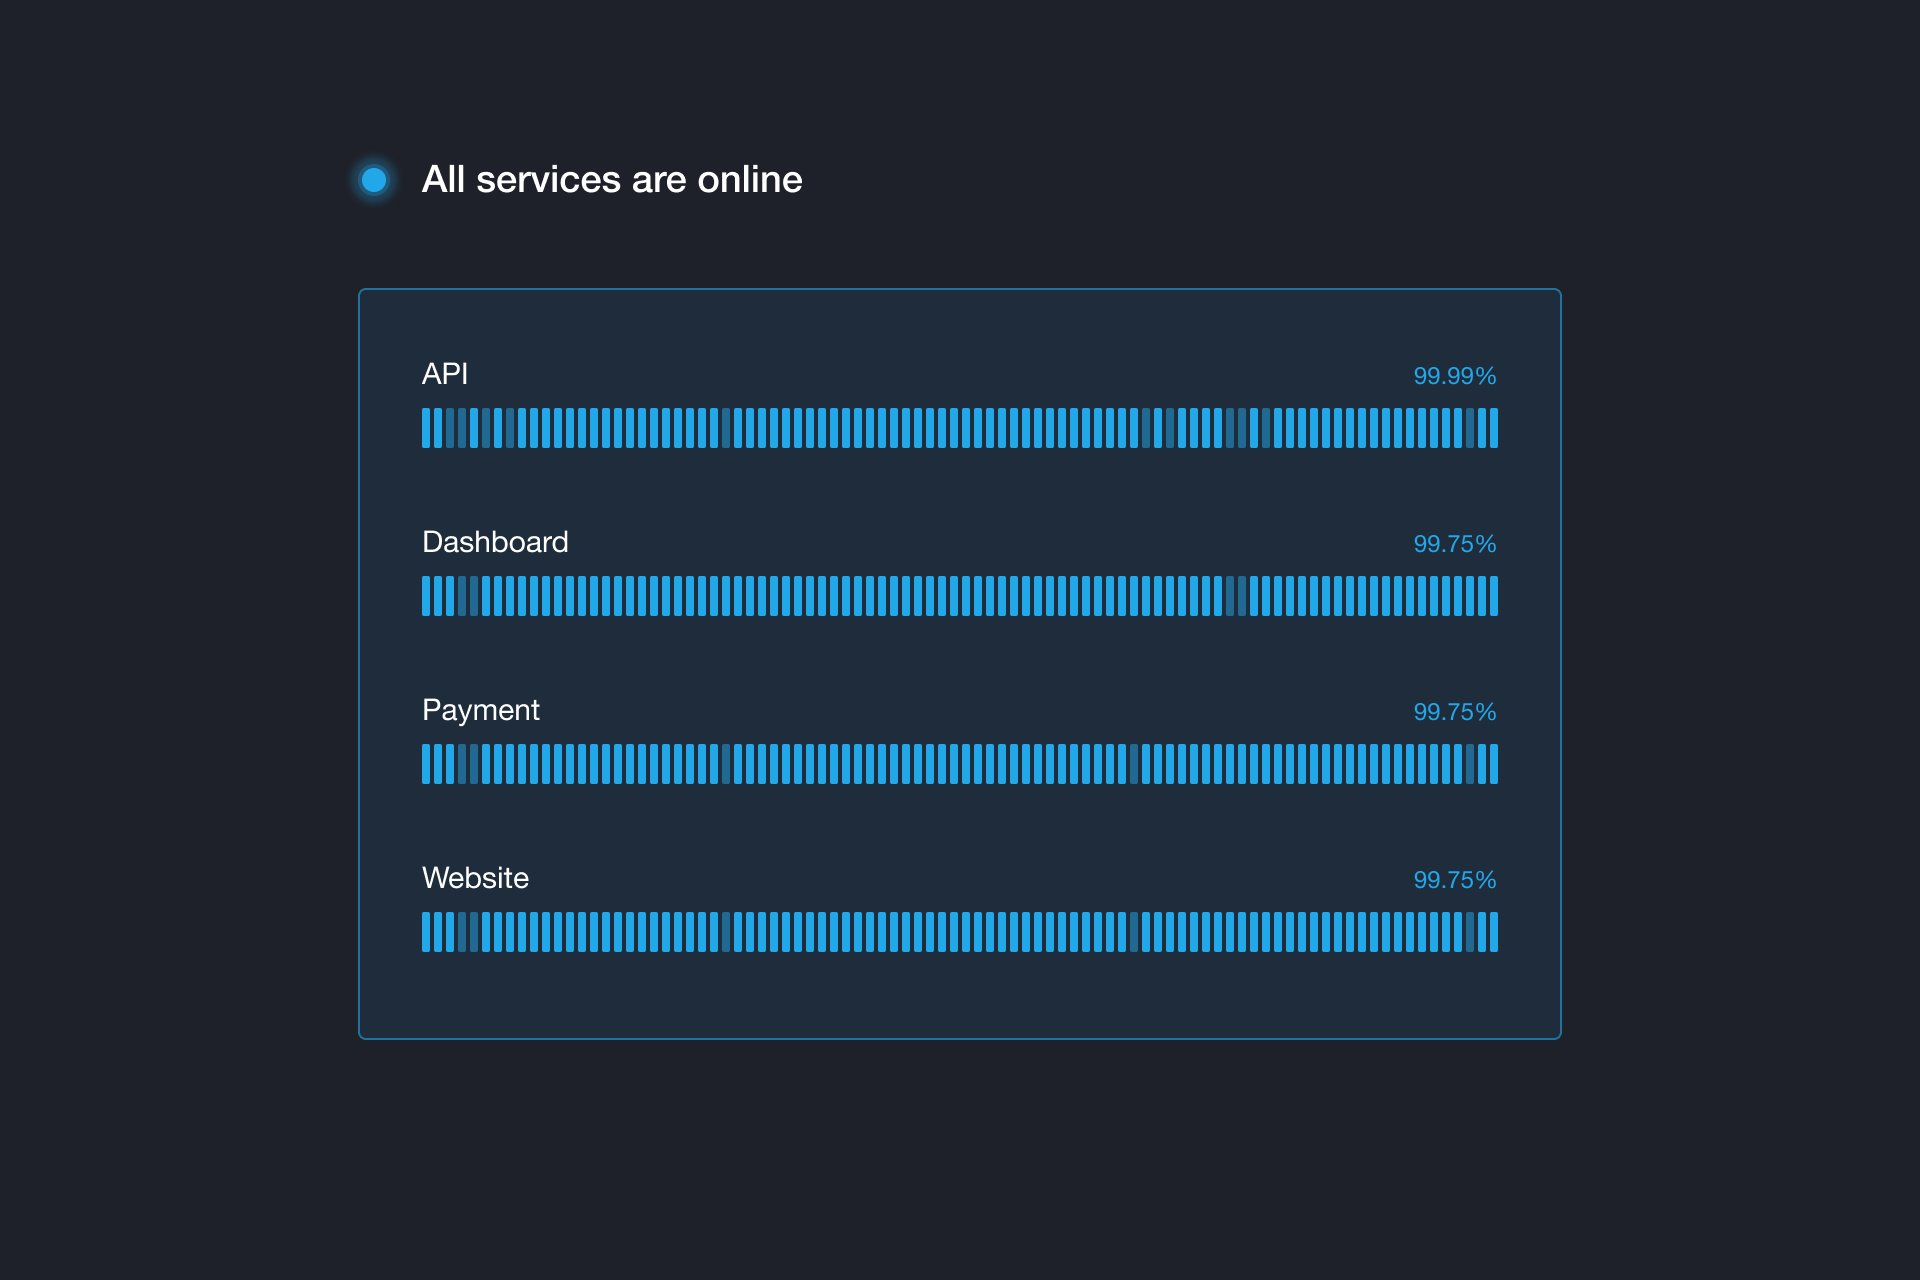 All services are online
API
99.99%
Dashboard
99.75%
Payment
99.75%
Website
99.75%